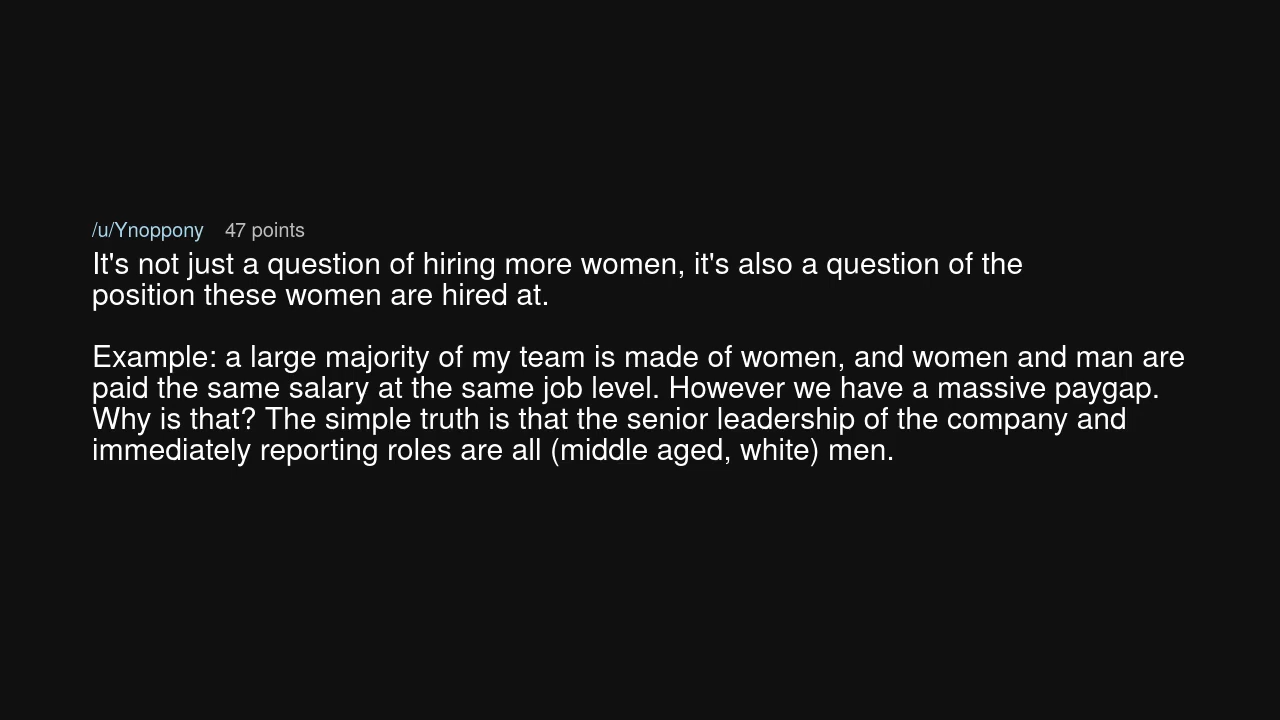 /u/Ynoppony 47 points
It's not just a question of hiring more women, it's also a question of the
position these women are hired at.
Example: a large majority of my team is made of women, and women and man are
paid the same salary at the same job level. However we have a massive paygap.
Why is that? The simple truth is that the senior leadership of the company and
immediately reporting roles are all (middle aged, white) men.